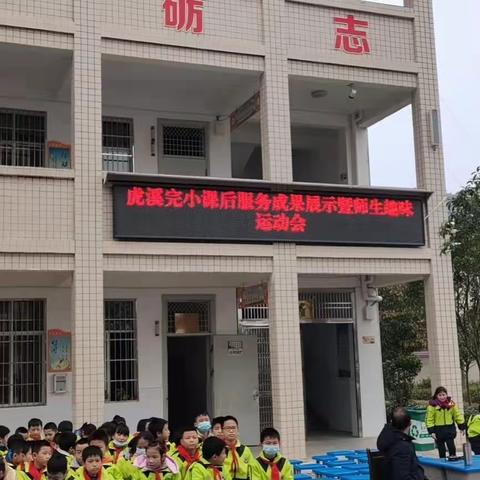 砺 志
虎溪完小课后服务成果展示暨师生趣味
运动会